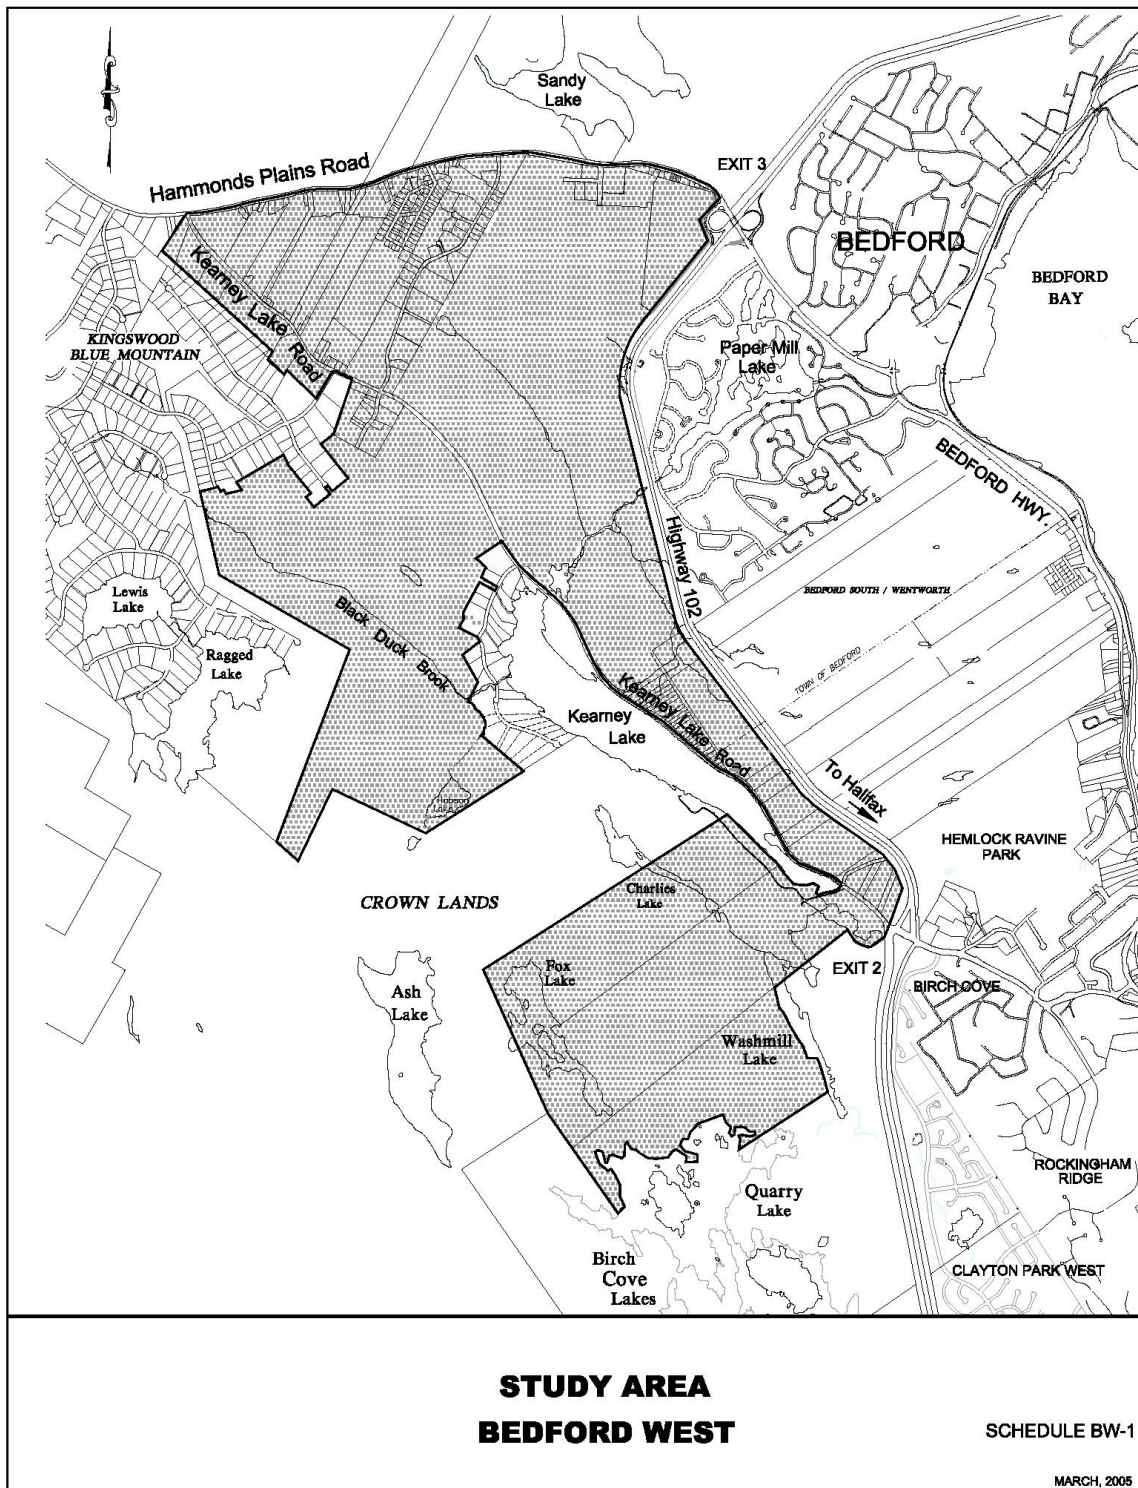 Sandy
Lake
Hammonds Plains Road
EXIT 3
BEDFORD
BEDFORD
BAY
Kearney Lake Road
KINGSWOOD
BLUE MOUNTAIN
Paper Mill
Lake
BEDFORD HWY.
Highway 102
BEDFORD SOUTH / WENTWORTH
Lewis
Lake
Black Duck Brook
Ragged
Lake
TOWN OF BEDFORD
Kearney Lake Road
Kearney
Lake
To Halifax
Hobson
Lake
HEMLOCK RAVINE
PARK
Charlies
Lake
CROWN LANDS
EXIT 2
Fox
Lake
Ash
Lake
BIRCH COVE
Washmill
Lake
ROCKINGHAM
RIDGE
Quarry
Lake
Birch
Cove
Lakes
CLAYTON PARK WEST
STUDY AREA
BEDFORD WEST
SCHEDULE BW-1
MARCH, 2005